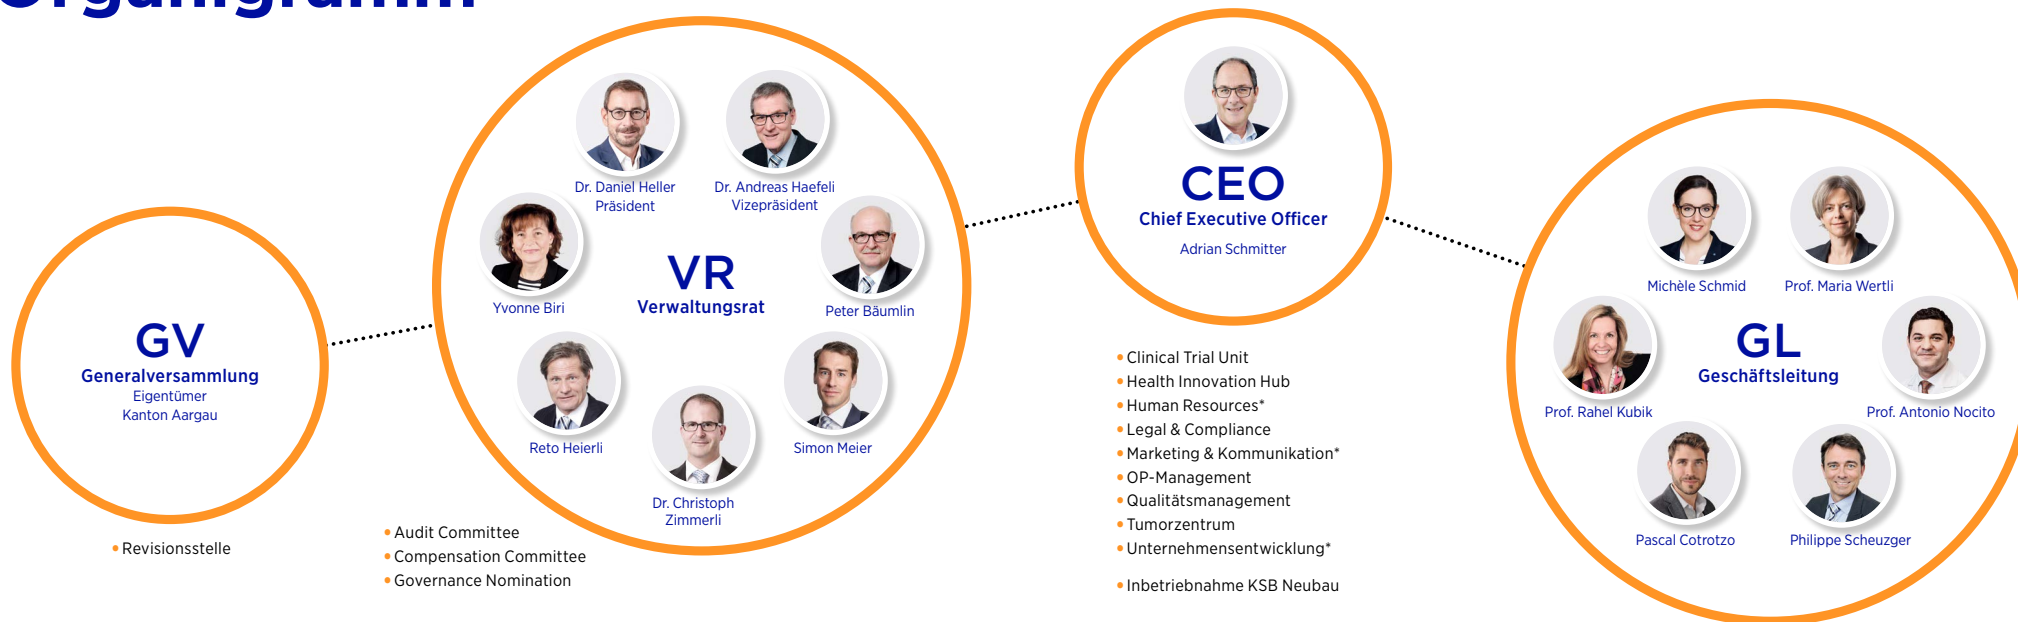 Organigramm
GV
Generalversammlung
Eigentümer
Kanton Aargau
• Revisionsstelle
Dr. Daniel Heller
Präsident
Dr. Andreas Haefeli
Vizepräsident
Yvonne Biri
VR
Verwaltungsrat
Peter Bäumlin
Reto Heierli
Simon Meier
Dr. Christoph
Zimmerli
• Audit Committee
• Compensation Committee
• Governance Nomination
CEO
Chief Executive Officer
Adrian Schmitter
• Clinical Trial Unit
• Health Innovation Hub
• Human Resources*
• Legal & Compliance
• Marketing & Kommunikation*
• OP-Management
• Qualitätsmanagement
• Tumorzentrum
• Unternehmensentwicklung*
• Inbetriebnahme KSB Neubau
Michèle Schmid
Prof. Maria Wertli
GL
Geschäftsleitung
Prof. Rahel Kubik
Prof. Antonio Nocito
Pascal Cotrotzo
Philippe Scheuzger